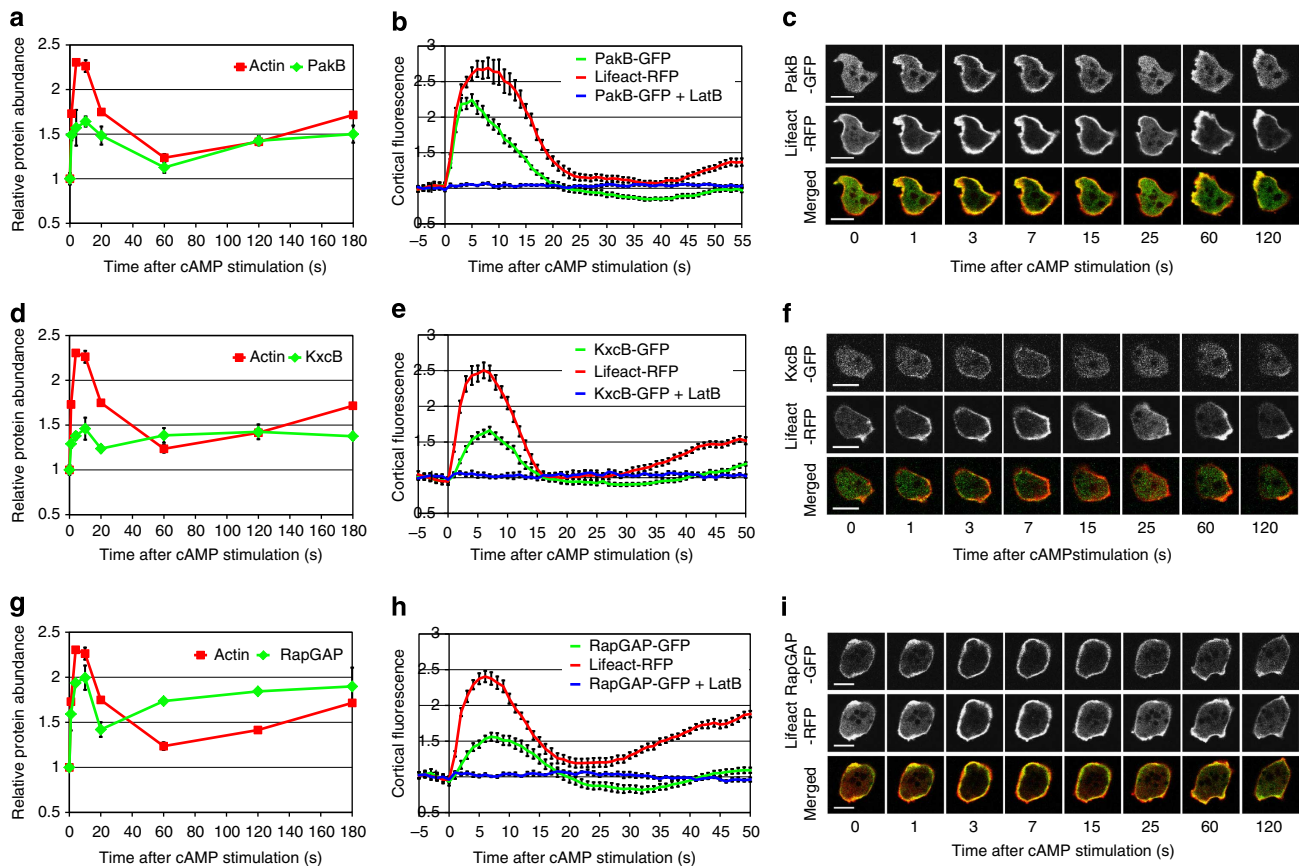 a
Relative protein abundance
2.5
2
1.5
1
0.5
Actin PakB
0 20 40 60 80 100 120 140 160 180
Time after cAMP stimulation (s)
b
Cortical fluorescence
3
2.5
2
1.5
1
0.5
PakB-GFP
Lifeact-RFP
PakB-GFP + LatB
–5 0 5 10 15 20 25 30 35 40 45 50 55
Time after cAMP stimulation (s)
c
PakB
-GFP
Lifeact
-RFP
Merged
0 1 3 7 15 25 60 120
Time after cAMP stimulation (s)
d
Relative protein abundance
2.5
2
1.5
1
0.5
Actin KxcB
0 20 40 60 80 100 120 140 160 180
Time after cAMP stimulation (s)
e
Cortical fluorescence
3
2.5
2
1.5
1
0.5
KxcB-GFP
Lifeact-RFP
KxcB-GFP + LatB
–5 0 5 10 15 20 25 30 35 40 45 50
Time after cAMP stimulation (s)
f
KxcB
-GFP
Lifeact
-RFP
Merged
0 1 3 7 15 25 60 120
Time after cAMPstimulation (s)
g
Relative protein abundance
2.5
2
1.5
1
0.5
Actin RapGAP
0 20 40 60 80 100 120 140 160 180
Time after cAMP stimulation (s)
h
Cortical fluorescence
3
2.5
2
1.5
1
0.5
RapGAP-GFP
Lifeact-RFP
RapGAP-GFP + LatB
–5 0 5 10 15 20 25 30 35 40 45 50
Time after cAMP stimulation (s)
i
RapGAP
-GFP
Lifeact
-RFP
Merged
0 1 3 7 15 25 60 120
Time after cAMP stimulation (s)